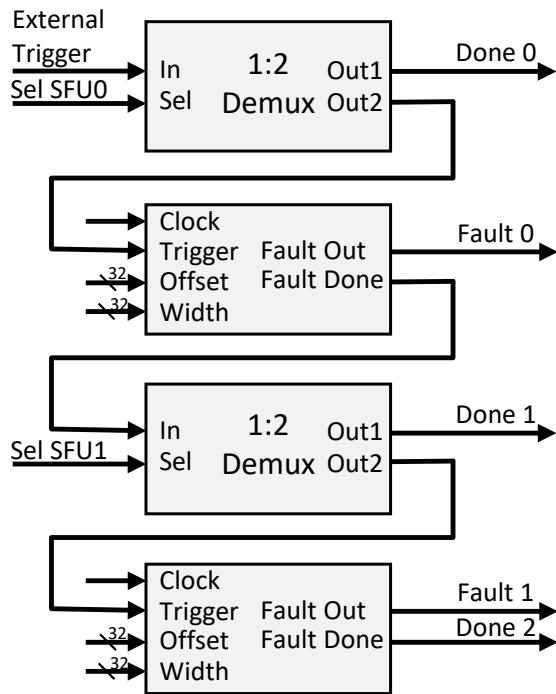 External
Trigger
Sel SFU0
In
Sel
1:2
Demux
Out1
Out2
Done 0
Clock
Trigger
32 Offset
32 Width
Fault Out
Fault Done
Fault 0
Sel SFU1
In
Sel
1:2
Demux
Out1
Out2
Done 1
Clock
Trigger
32 Offset
32 Width
Fault Out
Fault Done
Fault 1
Done 2